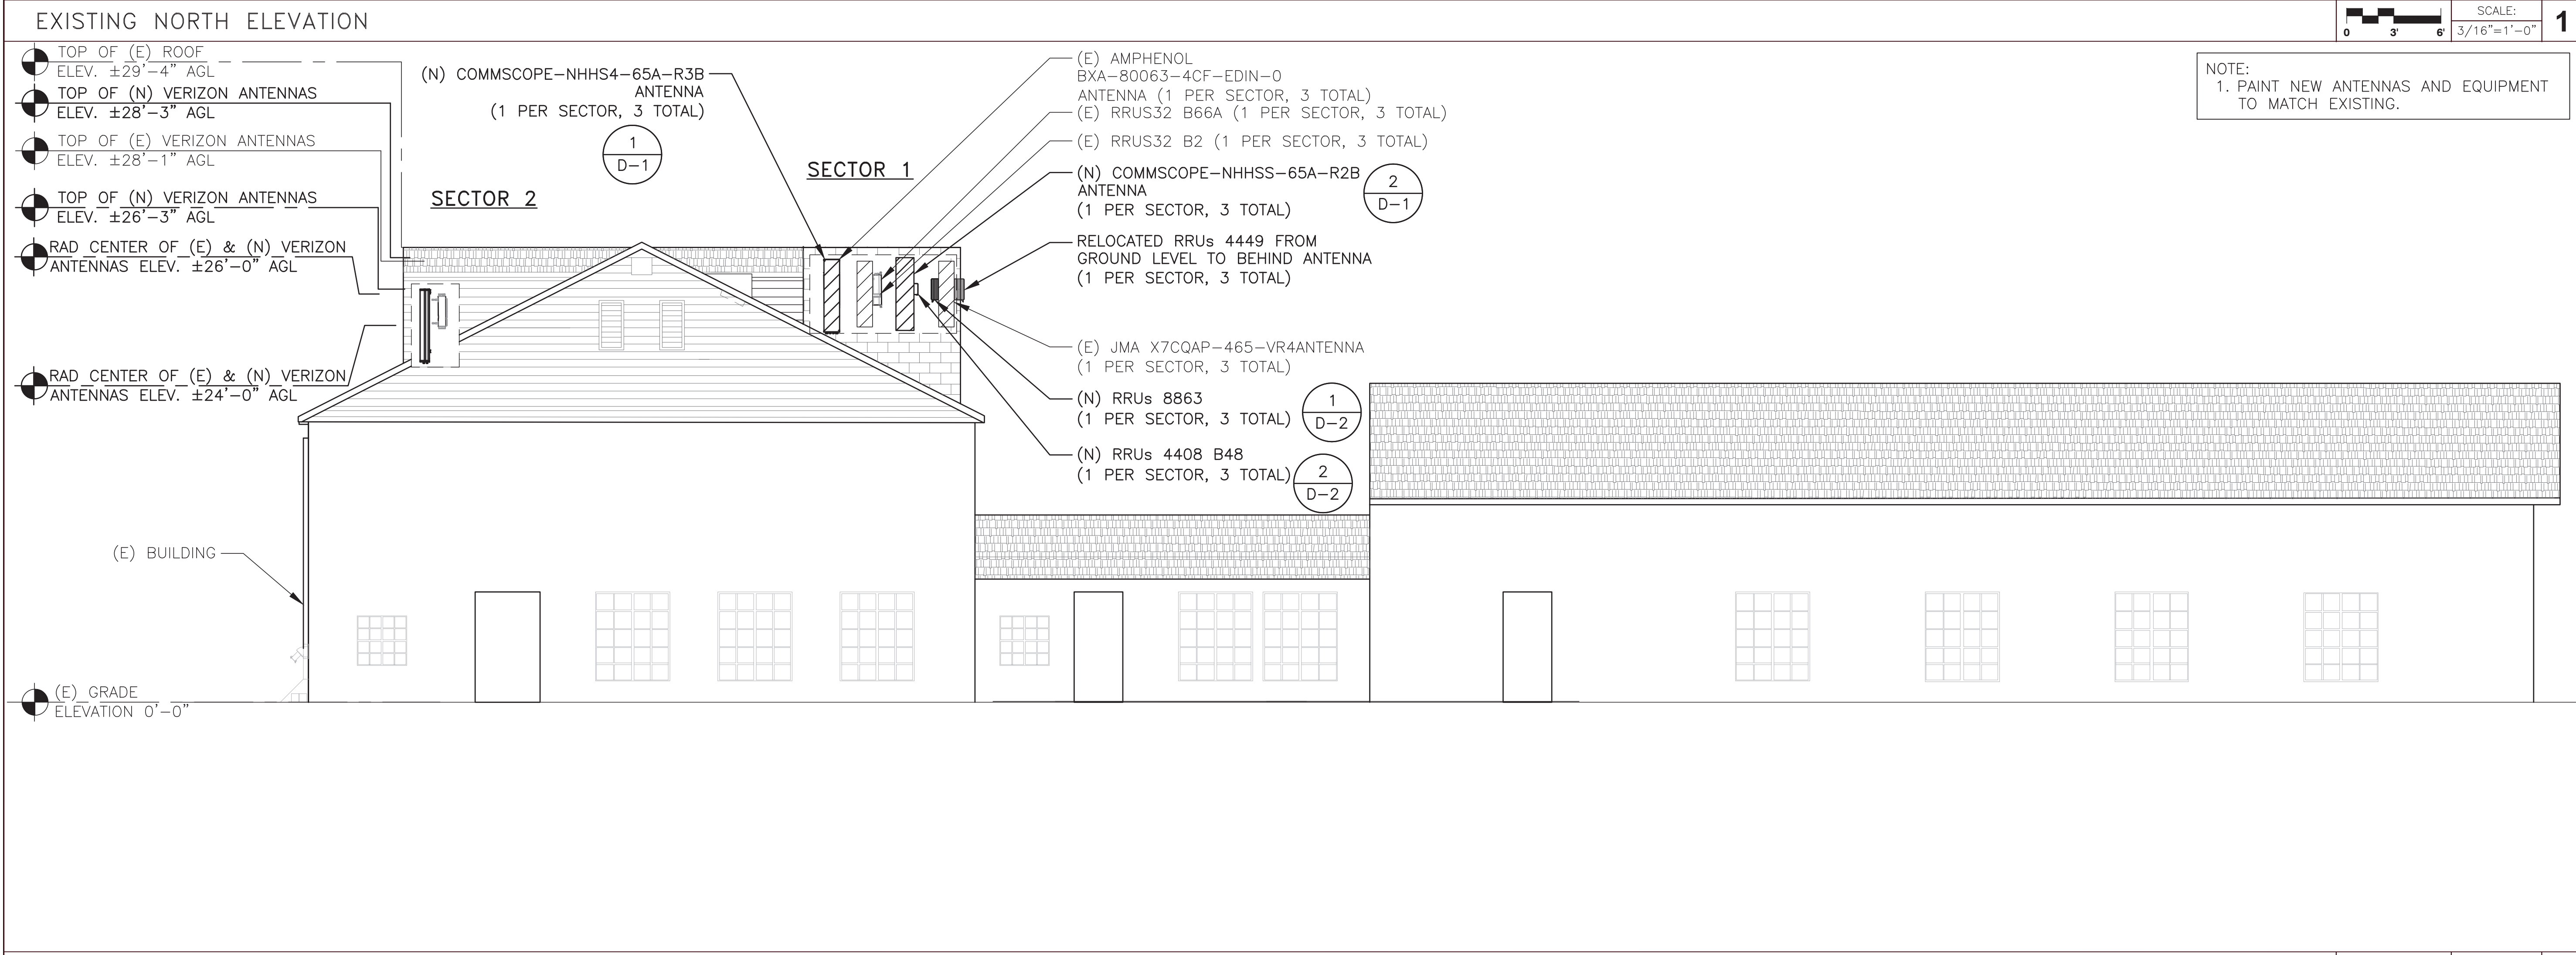 EXISTING NORTH ELEVATION
0 3' 6'
SCALE:
3/16"=1'-0"
1
TOP OF (E) ROOF
ELEV. ±29'-4" AGL
TOP OF (N) VERIZON ANTENNAS
ELEV. ±28'-3" AGL
TOP OF (E) VERIZON ANTENNAS
ELEV. ±28'-1" AGL
TOP OF (N) VERIZON ANTENNAS
ELEV. ±26'-3" AGL
RAD CENTER OF (E) & (N) VERIZON
ANTENNAS ELEV. ±26'-0" AGL
RAD CENTER OF (E) & (N) VERIZON
ANTENNAS ELEV. ±24'-0" AGL
(E) BUILDING
(E) GRADE
ELEVATION 0'-0"
(N) COMMSCOPE-NHHS4-65A-R3B
ANTENNA
(1 PER SECTOR, 3 TOTAL)
1
D-1
SECTOR 2
SECTOR 1
(E) AMPHENOL
BXA-80063-4CF-EDIN-0
ANTENNA (1 PER SECTOR, 3 TOTAL)
(E) RRUS32 B66A (1 PER SECTOR, 3 TOTAL)
(E) RRUS32 B2 (1 PER SECTOR, 3 TOTAL)
(N) COMMSCOPE-NHHSS-65A-R2B
ANTENNA
(1 PER SECTOR, 3 TOTAL)
2
D-1
RELOCATED RRUs 4449 FROM
GROUND LEVEL TO BEHIND ANTENNA
(1 PER SECTOR, 3 TOTAL)
(E) JMA X7CQAP-465-VR4ANTENNA
(1 PER SECTOR, 3 TOTAL)
(N) RRUs 8863
(1 PER SECTOR, 3 TOTAL)
1
D-2
(N) RRUs 4408 B48
(1 PER SECTOR, 3 TOTAL)
2
D-2
NOTE:
1. PAINT NEW ANTENNAS AND EQUIPMENT
TO MATCH EXISTING.